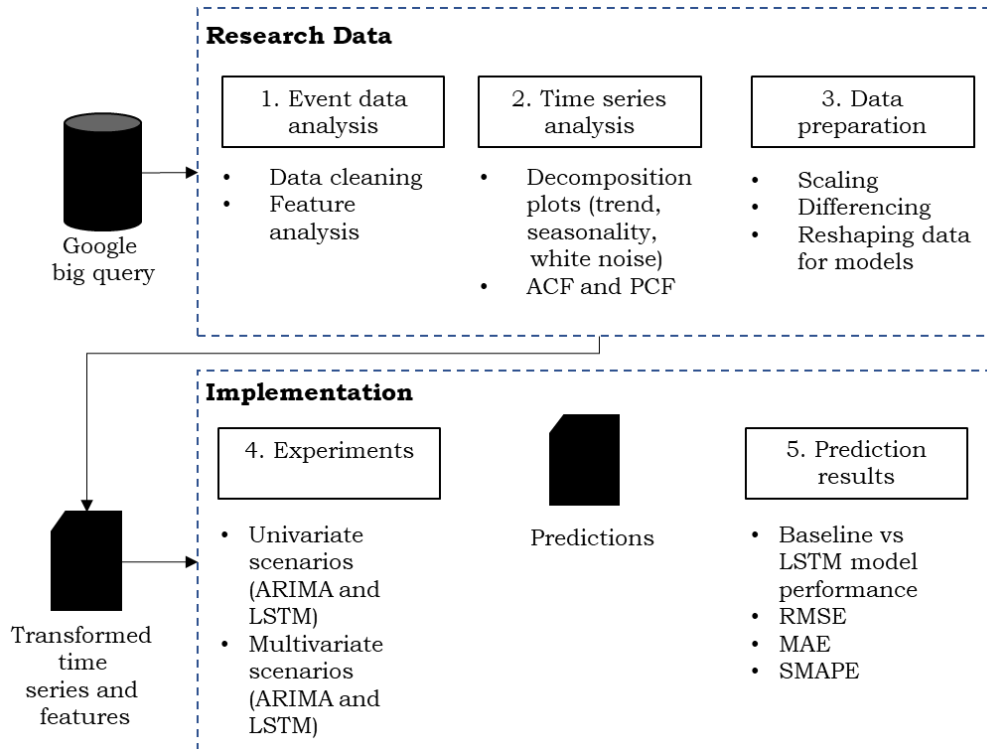 Research Data
1. Event data
analysis
• Data cleaning
• Feature
analysis
2. Time series
analysis
• Decomposition
plots (trend,
seasonality,
white noise)
• ACF and PCF
3. Data
preparation
• Scaling
• Differencing
• Reshaping data
for models
Google
big query
Implementation
4. Experiments
• Univariate
scenarios
(ARIMA and
LSTM)
• Multivariate
scenarios
(ARIMA and
LSTM)
Predictions
5. Prediction
results
• Baseline vs
LSTM model
performance
• RMSE
• MAE
• SMAPE
Transformed
time
series and
features